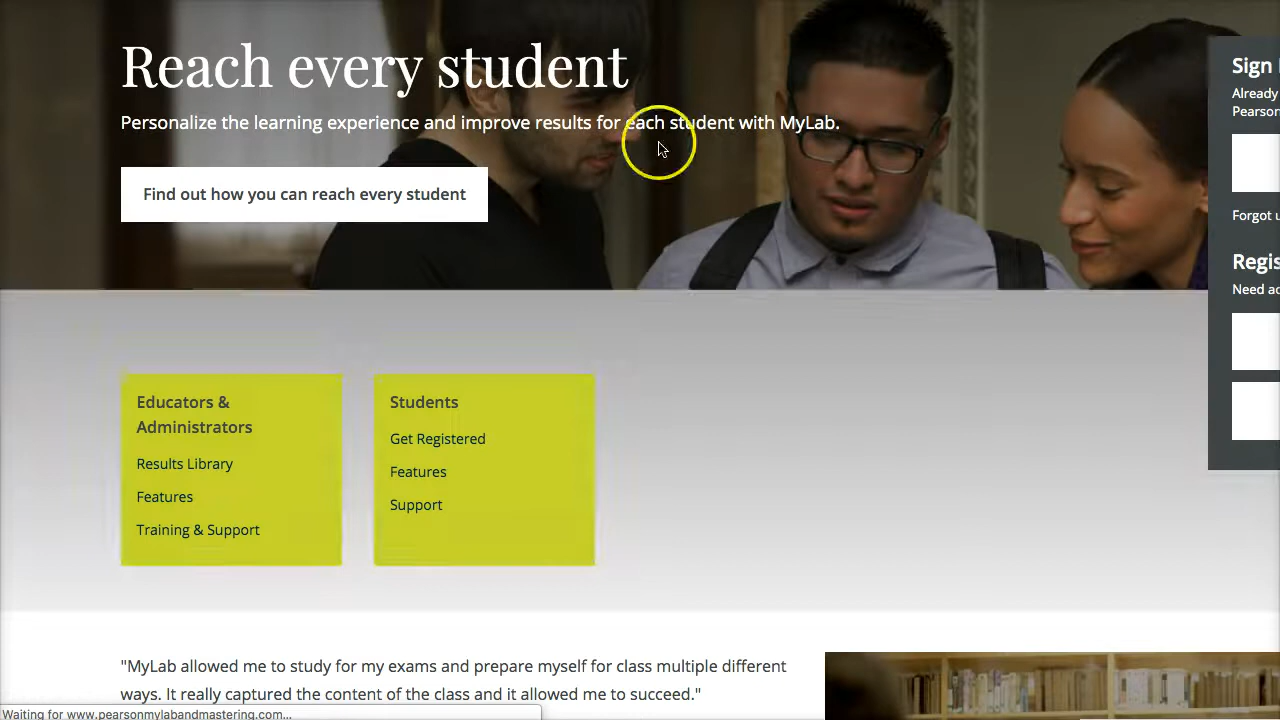 Reach every student
Personalize the learning experience and improve results for each student with MyLab.
Find out how you can reach every student
Sign
Already
Pearson
Forgot u
Regis
Need ac
Educators &
Administrators
Results Library
Features
Training & Support
Students
Get Registered
Features
Support
"MyLab allowed me to study for my exams and prepare myself for class multiple different
ways. It really captured the content of the class and it allowed me to succeed."
Waiting for www.pearsonmylabandmastering.com...